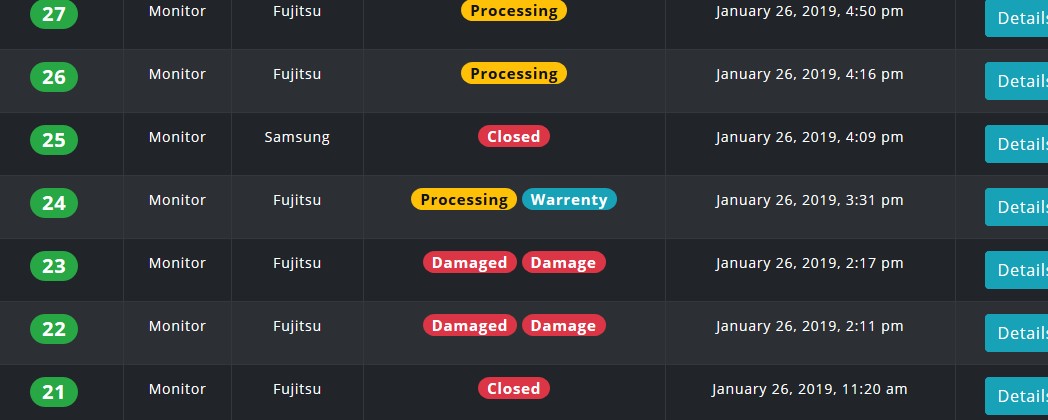 27 Monitor Fujitsu Processing January 26, 2019, 4:50 pm Details
26 Monitor Fujitsu Processing January 26, 2019, 4:16 pm Details
25 Monitor Samsung Closed January 26, 2019, 4:09 pm Details
24 Monitor Fujitsu Processing Warrenty January 26, 2019, 3:31 pm Details
23 Monitor Fujitsu Damaged Damage January 26, 2019, 2:17 pm Details
22 Monitor Fujitsu Damaged Damage January 26, 2019, 2:11 pm Details
21 Monitor Fujitsu Closed January 26, 2019, 11:20 am Details